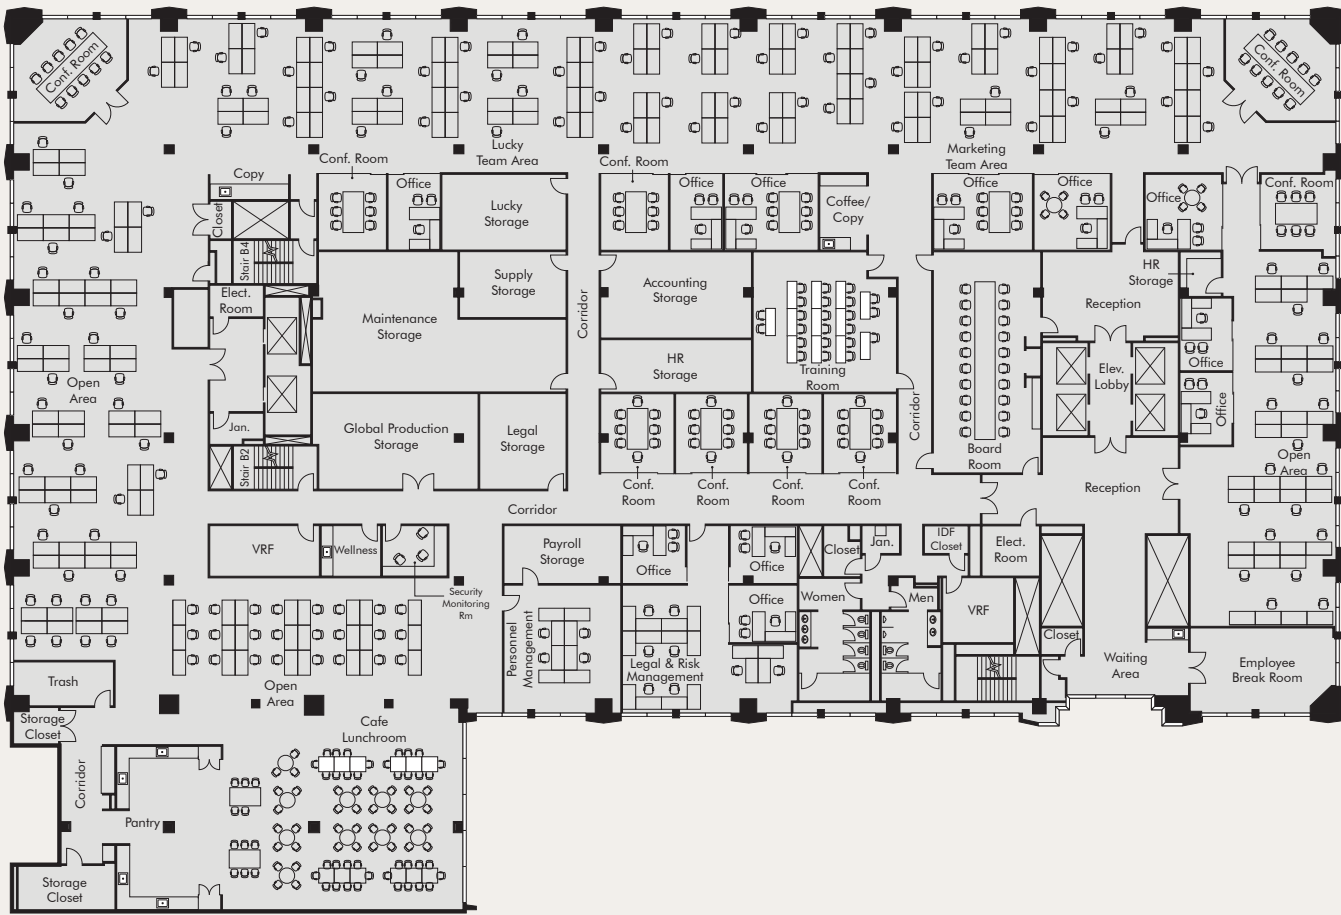 Conf. Room
Conf. Room
Lucky
Team Area
Marketing
Team Area
Conf. Room
Conf. Room
Copy
Office
Office
Office
Office
Office
Office
Conf. Room
Closet
Lucky
Storage
Coffee/
Copy
Stair B4
Supply
Storage
Accounting
Storage
HR
Storage
Elect.
Room
Maintenance
Storage
Corridor
Reception
HR
Storage
Training
Room
Elev.
Lobby
Office
Open
Area
Office
Jan.
Global Production
Storage
Legal
Storage
Corridor
Board
Room
Stair B2
Open
Area
Conf.
Room
Conf.
Room
Conf.
Room
Conf.
Room
Reception
Corridor
VRF
Wellness
Payroll
Storage
Office
Office
Closet
Jan.
IDF
Closet
Elect.
Room
Security
Monitoring
Rm
Office
Women
Men
VRF
Personnel
Management
Legal & Risk
Management
Closet
Waiting
Area
Employee
Break Room
Trash
Open
Area
Storage
Closet
Cafe
Lunchroom
Corridor
Pantry
Storage
Closet